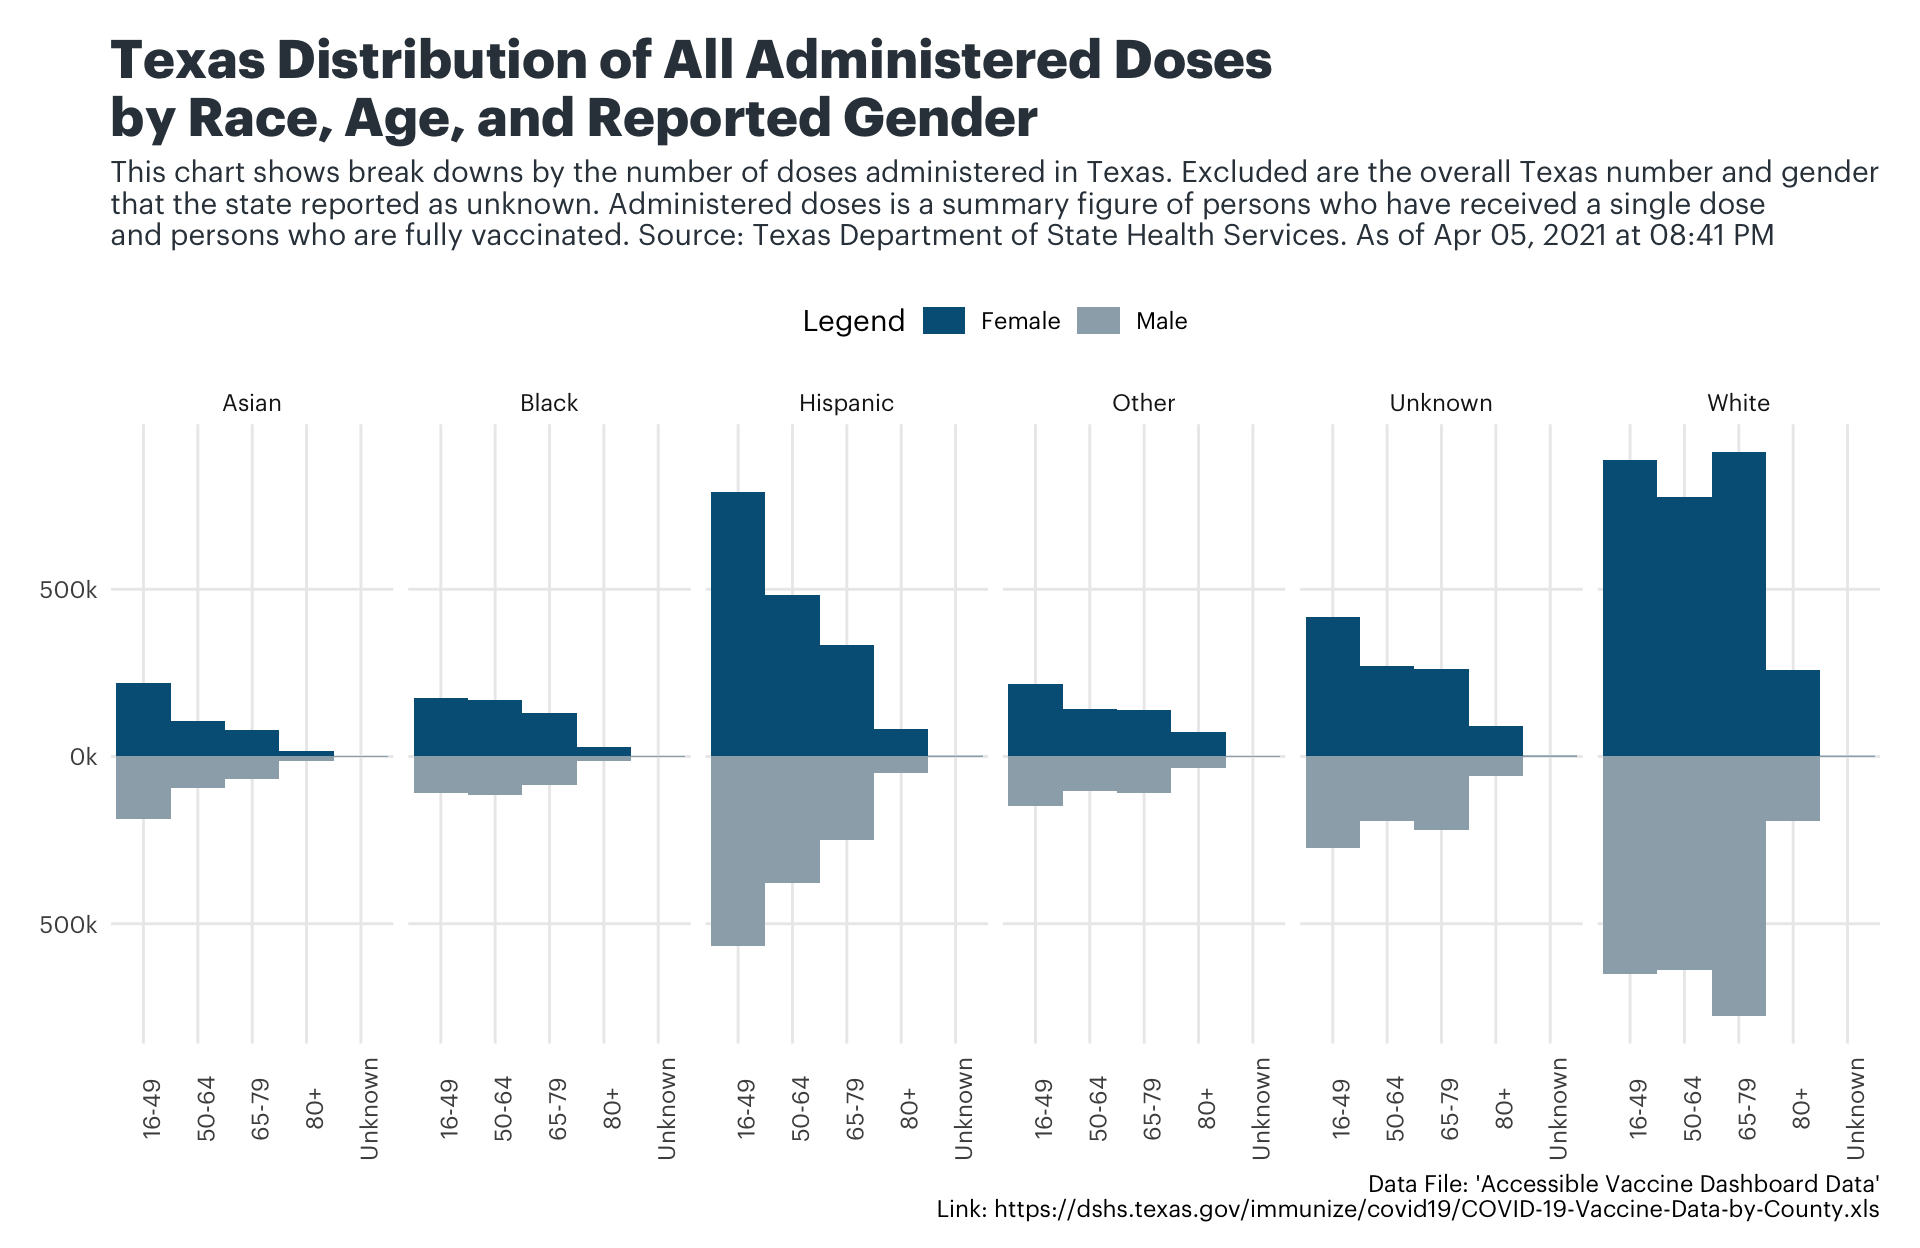 Texas Distribution of All Administered Doses
by Race, Age, and Reported Gender
This chart shows break downs by the number of doses administered in Texas. Excluded are the overall Texas number and gender
that the state reported as unknown. Administered doses is a summary figure of persons who have received a single dose
and persons who are fully vaccinated. Source: Texas Department of State Health Services. As of Apr 05, 2021 at 08:41 PM
Legend Female Male
Asian Black Hispanic Other Unknown White
500k
0k
500k
16-49 50-64 65-79 80+ Unknown 16-49 50-64 65-79 80+ Unknown 16-49 50-64 65-79 80+ Unknown 16-49 50-64 65-79 80+ Unknown 16-49 50-64 65-79 80+ Unknown 16-49 50-64 65-79 80+ Unknown
Data File: 'Accessible Vaccine Dashboard Data'
Link: https://dshs.texas.gov/immunize/covid19/COVID-19-Vaccine-Data-by-County.xls